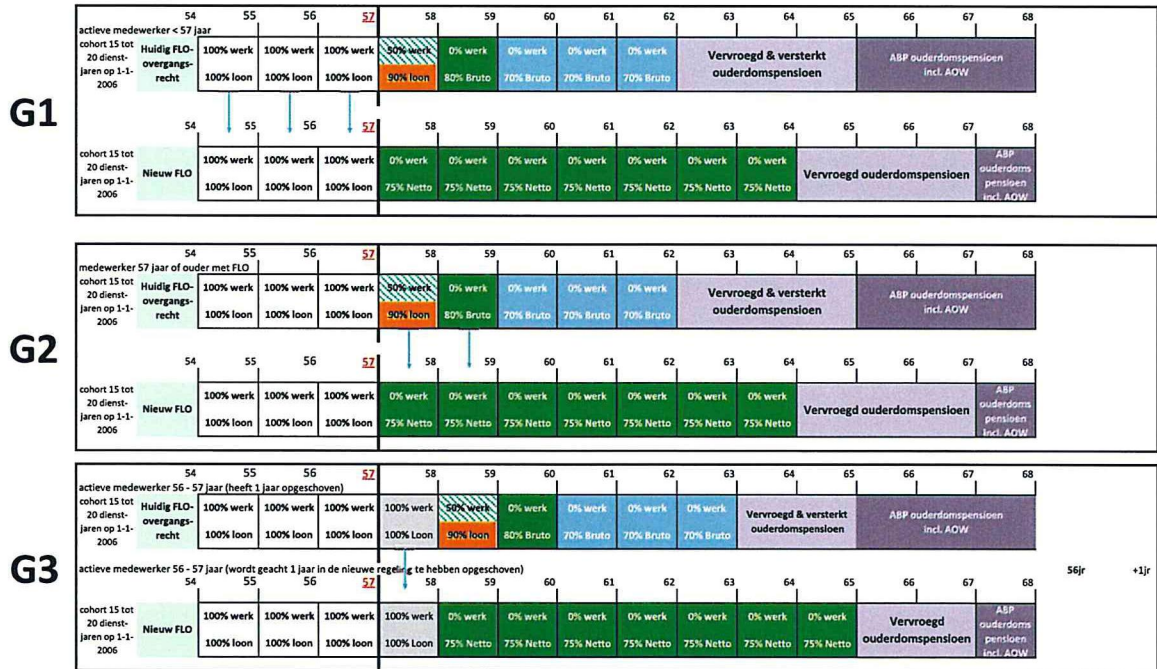 G1
54 55 56 57 58 59 60 61 62 63 64 65 66 67 68
actieve medewerker < 57 jaar
cohort 15 tot 20 dienst-jaren op 1-1-2006
Huidig FLO-overgangs-recht
100% werk 100% werk 100% werk 50% werk 0% werk 0% werk 0% werk 0% werk
100% loon 100% loon 100% loon 90% loon 80% Bruto 70% Bruto 70% Bruto 70% Bruto
Vervroegd & versterkt ouderdomspensioen
ABP ouderdomspensioen incl. AOW
54 55 56 57 58 59 60 61 62 63 64 65 66 67 68
cohort 15 tot 20 dienst-jaren op 1-1-2006
Nieuw FLO
100% werk 100% werk 100% werk 0% werk 0% werk 0% werk 0% werk 0% werk 0% werk 0% werk
100% loon 100% loon 100% loon 75% Netto 75% Netto 75% Netto 75% Netto 75% Netto 75% Netto 75% Netto
Vervroegd ouderdomspensioen
ABP ouderdoms pensioen incl. AOW
G2
54 55 56 57 58 59 60 61 62 63 64 65 66 67 68
medewerker 57 jaar of ouder met FLO
cohort 15 tot 20 dienst-jaren op 1-1-2006
Huidig FLO-overgangs-recht
100% werk 100% werk 100% werk 50% werk 0% werk 0% werk 0% werk 0% werk
100% loon 100% loon 100% loon 90% loon 80% Bruto 70% Bruto 70% Bruto 70% Bruto
Vervroegd & versterkt ouderdomspensioen
ABP ouderdomspensioen incl. AOW
54 55 56 57 58 59 60 61 62 63 64 65 66 67 68
cohort 15 tot 20 dienst-jaren op 1-1-2006
Nieuw FLO
100% werk 100% werk 100% werk 0% werk 0% werk 0% werk 0% werk 0% werk 0% werk 0% werk
100% loon 100% loon 100% loon 75% Netto 75% Netto 75% Netto 75% Netto 75% Netto 75% Netto 75% Netto
Vervroegd ouderdomspensioen
ABP ouderdoms pensioen incl. AOW
G3
54 55 56 57 58 59 60 61 62 63 64 65 66 67 68
actieve medewerker 56 - 57 jaar (heeft 1 jaar opgeschoven)
cohort 15 tot 20 dienst-jaren op 1-1-2006
Huidig FLO-overgangs-recht
100% werk 100% werk 100% werk 100% werk 50% werk 0% werk 0% werk 0% werk 0% werk
100% loon 100% loon 100% loon 100% Loon 90% loon 80% Bruto 70% Bruto 70% Bruto 70% Bruto
Vervroegd & versterkt ouderdomspensioen
ABP ouderdomspensioen incl. AOW
actieve medewerker 56 - 57 jaar (wordt geacht 1 jaar in de nieuwe regeling te hebben opgeschoven)
56jr +1jr
cohort 15 tot 20 dienst-jaren op 1-1-2006
Nieuw FLO
100% werk 100% werk 100% werk 100% werk 0% werk 0% werk 0% werk 0% werk 0% werk 0% werk 0% werk
100% loon 100% loon 100% loon 100% Loon 75% Netto 75% Netto 75% Netto 75% Netto 75% Netto 75% Netto 75% Netto
Vervroegd ouderdomspensioen
ABP ouderdoms pensioen incl. AOW